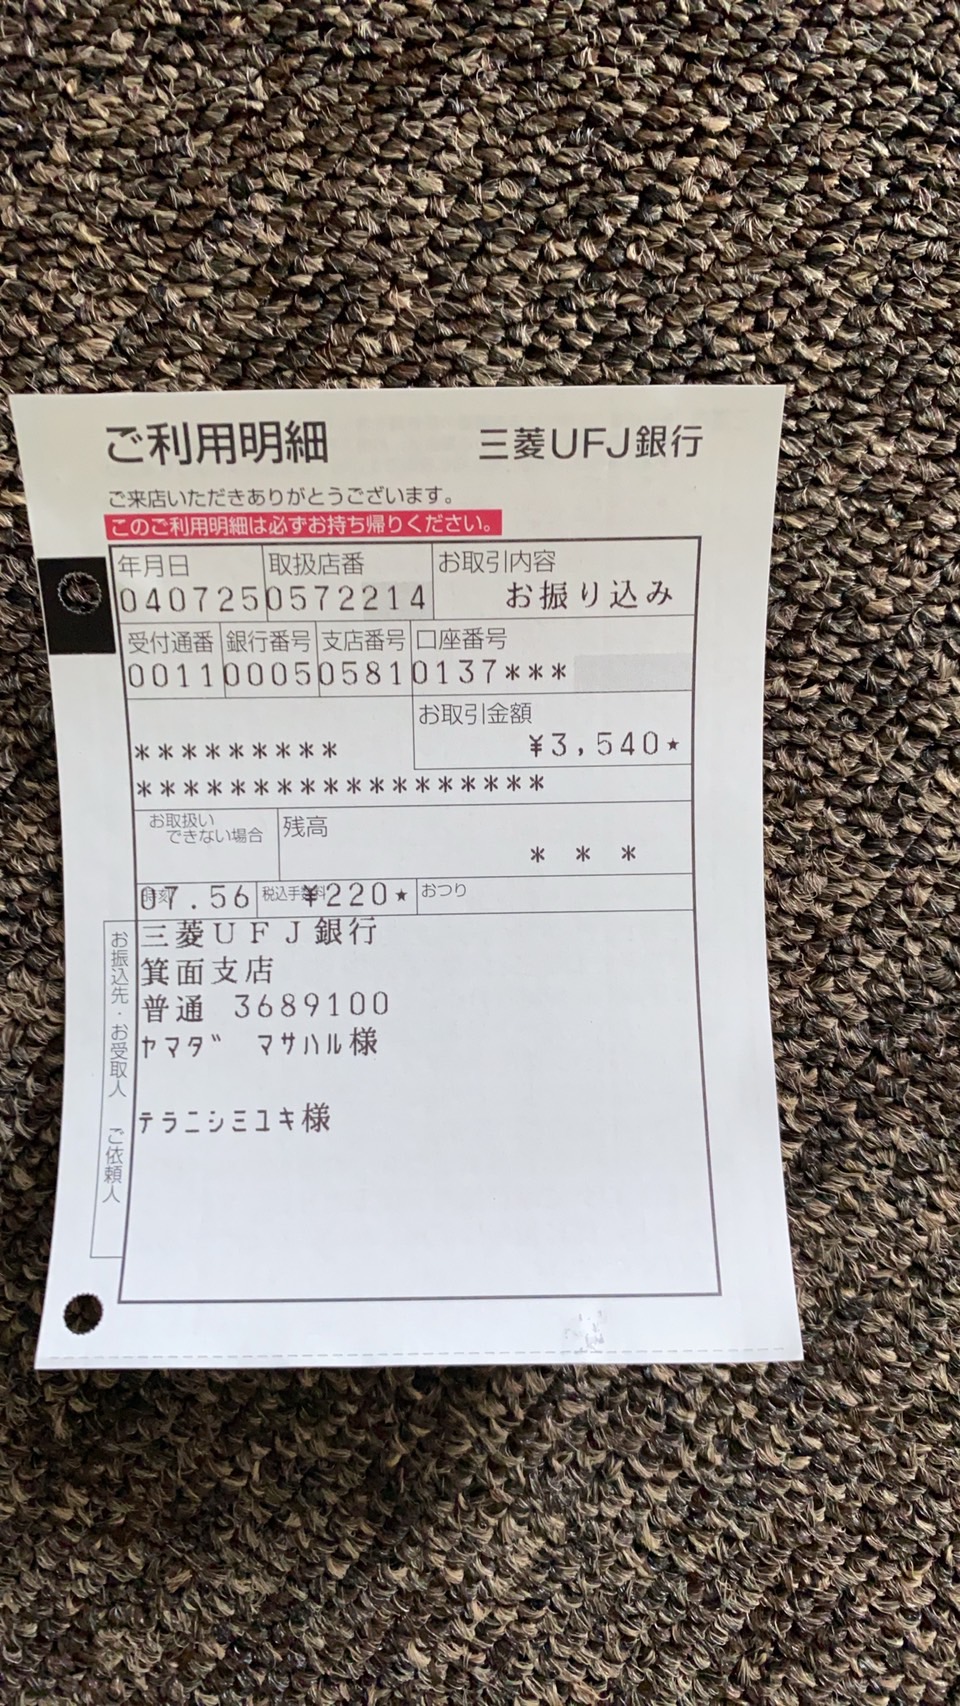 ご利用明細 三菱UFJ銀行
ご来店いただきありがとうございます。
このご利用明細は必ずお持ち帰りください。
年月日 取扱店番 お取引内容
040725 0572214 お振り込み
受付通番 銀行番号 支店番号 口座番号
0011 0005 0581 0137***
お取引金額
********* ¥3,540★
******************
お取扱い
できない場合 残高
* * *
時刻 07.56 税込手数料 ¥220★ おつり
お振込先・お受取人 ご依頼人
三菱UFJ銀行
箕面支店
普通 3689100
ヤマダ マサハル様
テラニシミユキ様